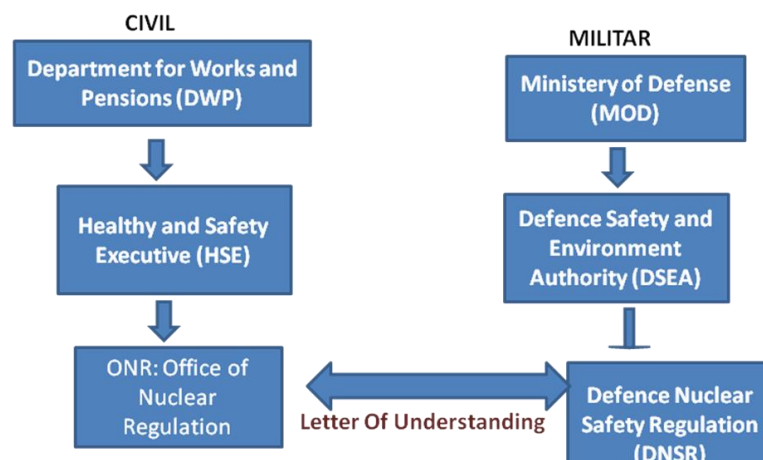 CIVIL
Department for Works and
Pensions (DWP)
Healthy and Safety
Executive (HSE)
ONR: Office of
Nuclear
Regulation
MILITAR
Ministery of Defense
(MOD)
Defence Safety and
Environment
Authority (DSEA)
Defence Nuclear
Safety Regulation
(DNSR)
Letter Of Understanding